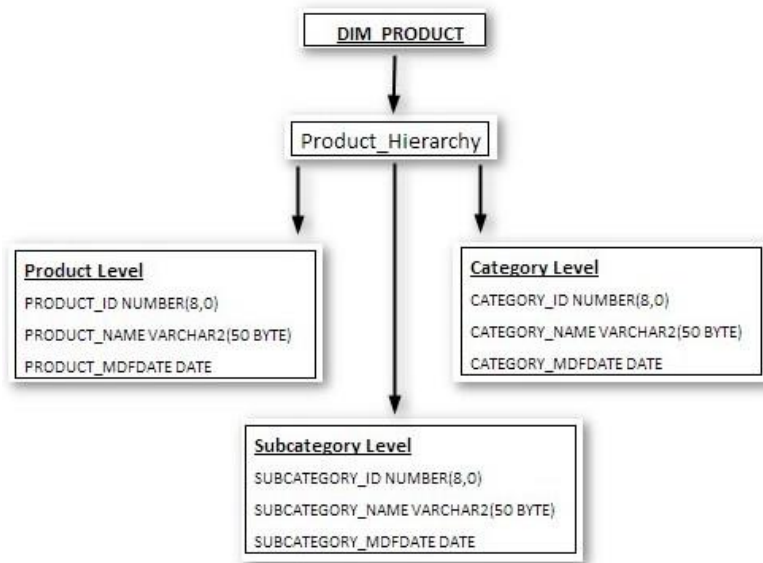 DIM_PRODUCT
Product_Hierarchy
Product Level
PRODUCT_ID NUMBER(8,0)
PRODUCT_NAME VARCHAR2(50 BYTE)
PRODUCT_MDFDATE DATE
Category Level
CATEGORY_ID NUMBER(8,0)
CATEGORY_NAME VARCHAR2(50 BYTE)
CATEGORY_MDFDATE DATE
Subcategory Level
SUBCATEGORY_ID NUMBER(8,0)
SUBCATEGORY_NAME VARCHAR2(50 BYTE)
SUBCATEGORY_MDFDATE DATE